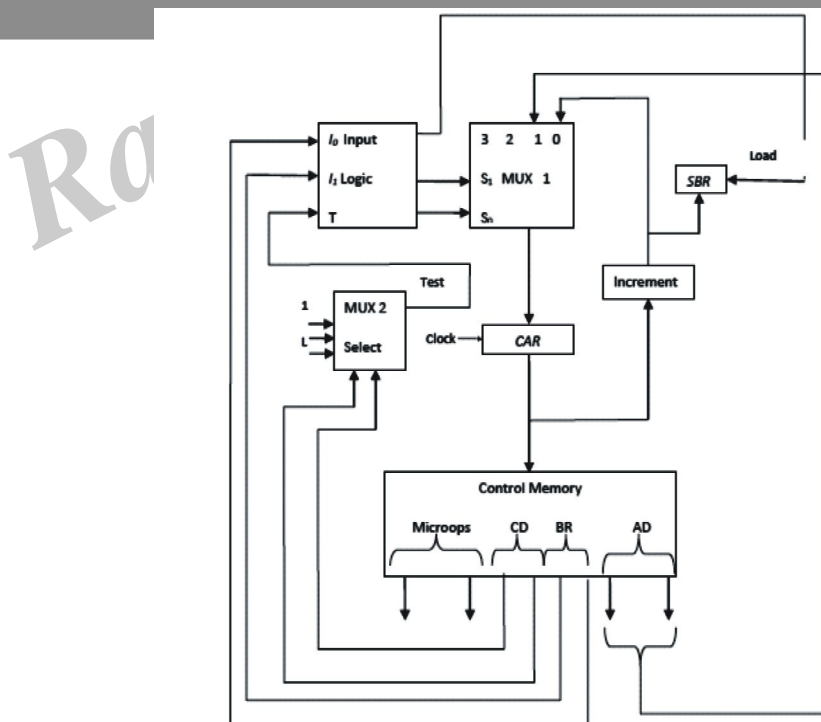 Ra
I₀ Input
I₁ Logic
T
3 2 1 0
S₁ MUX 1
Sₙ
Load
SBR
Increment
Test
1
L
MUX 2
Select
Clock
CAR
Control Memory
Microops CD BR AD